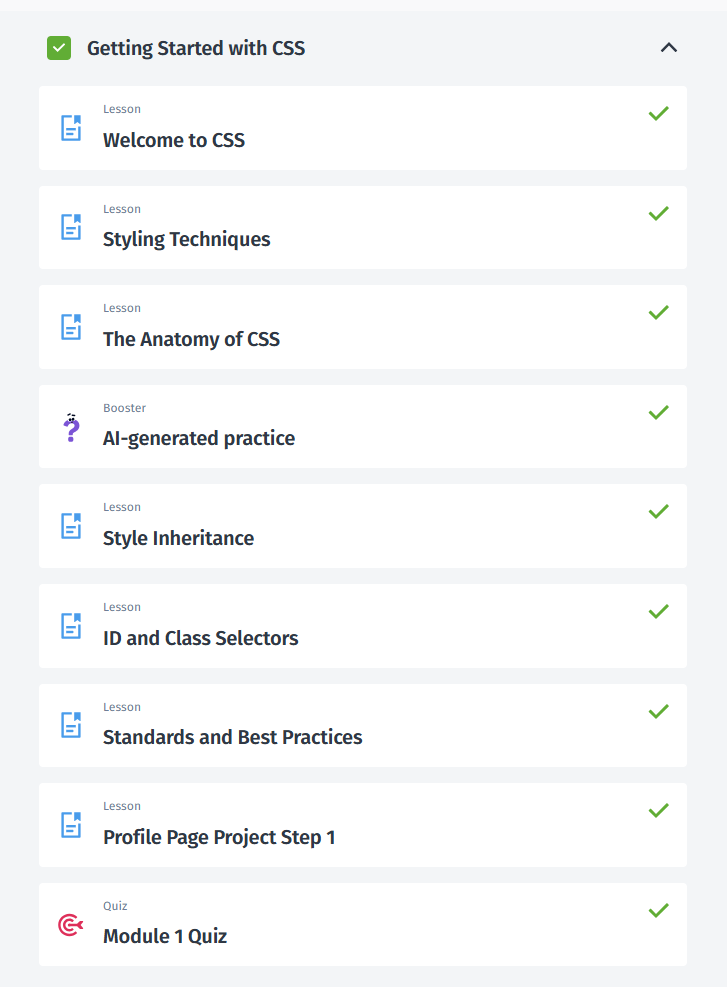 Getting Started with CSS
Lesson
Welcome to CSS
Lesson
Styling Techniques
Lesson
The Anatomy of CSS
Booster
AI-generated practice
Lesson
Style Inheritance
Lesson
ID and Class Selectors
Lesson
Standards and Best Practices
Lesson
Profile Page Project Step 1
Quiz
Module 1 Quiz